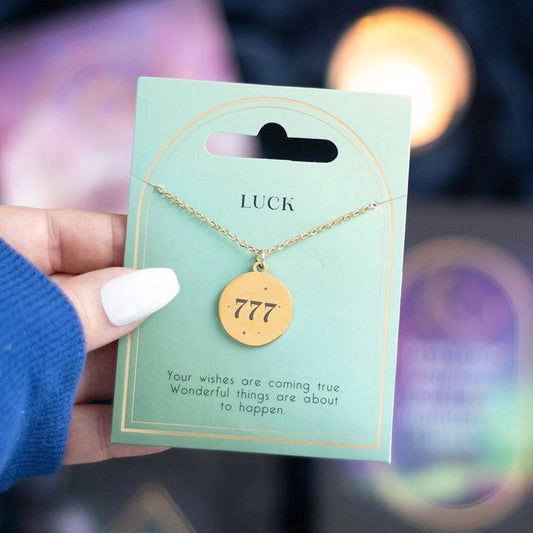 LUCK
777
Your wishes are coming true.
Wonderful things are about
to happen.